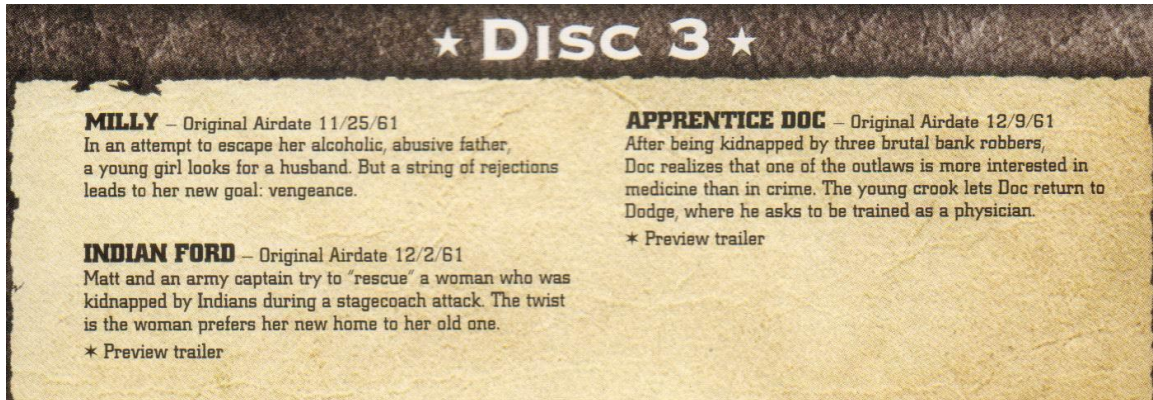 ★ DISC 3 ★
MILLY – Original Airdate 11/25/61
In an attempt to escape her alcoholic, abusive father,
a young girl looks for a husband. But a string of rejections
leads to her new goal: vengeance.
INDIAN FORD – Original Airdate 12/2/61
Matt and an army captain try to "rescue" a woman who was
kidnapped by Indians during a stagecoach attack. The twist
is the woman prefers her new home to her old one.
✶ Preview trailer
APPRENTICE DOC – Original Airdate 12/9/61
After being kidnapped by three brutal bank robbers,
Doc realizes that one of the outlaws is more interested in
medicine than in crime. The young crook lets Doc return to
Dodge, where he asks to be trained as a physician.
✶ Preview trailer